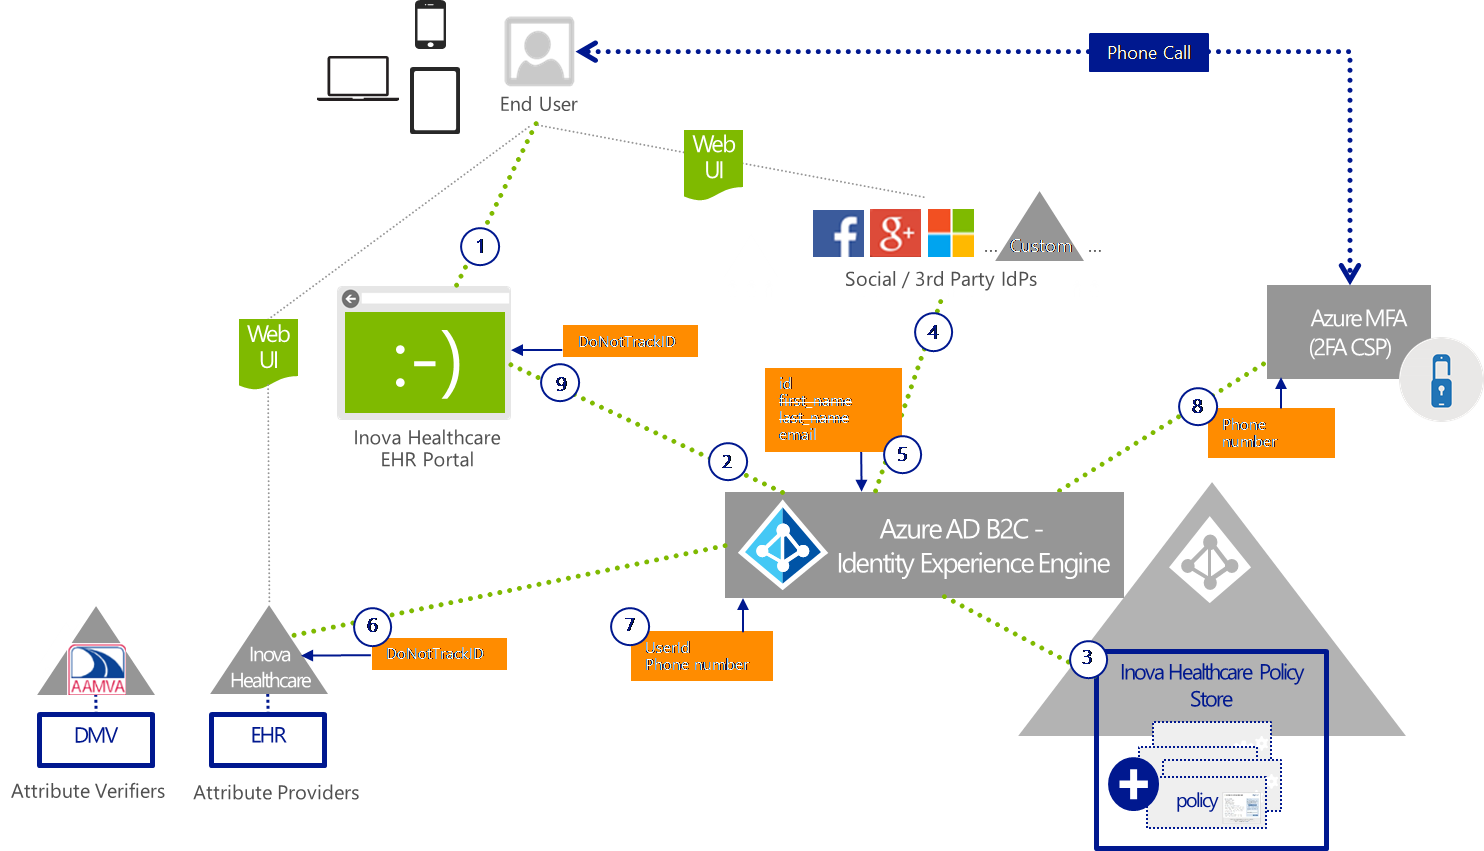 Phone Call
End User
Web
UI
1
Custom
...
...
Social / 3rd Party IdPs
Web
UI
DoNotTrackID
:-)
9
4
Azure MFA
(2FA CSP)
id
first_name
last_name
email
8
Phone
number
Inova Healthcare
EHR Portal
2
5
Azure AD B2C -
Identity Experience Engine
6
DoNotTrackID
7
UserId
Phone number
3
Inova
Healthcare
AAMVA
Inova Healthcare Policy
Store
DMV
EHR
Attribute Verifiers
Attribute Providers
policy